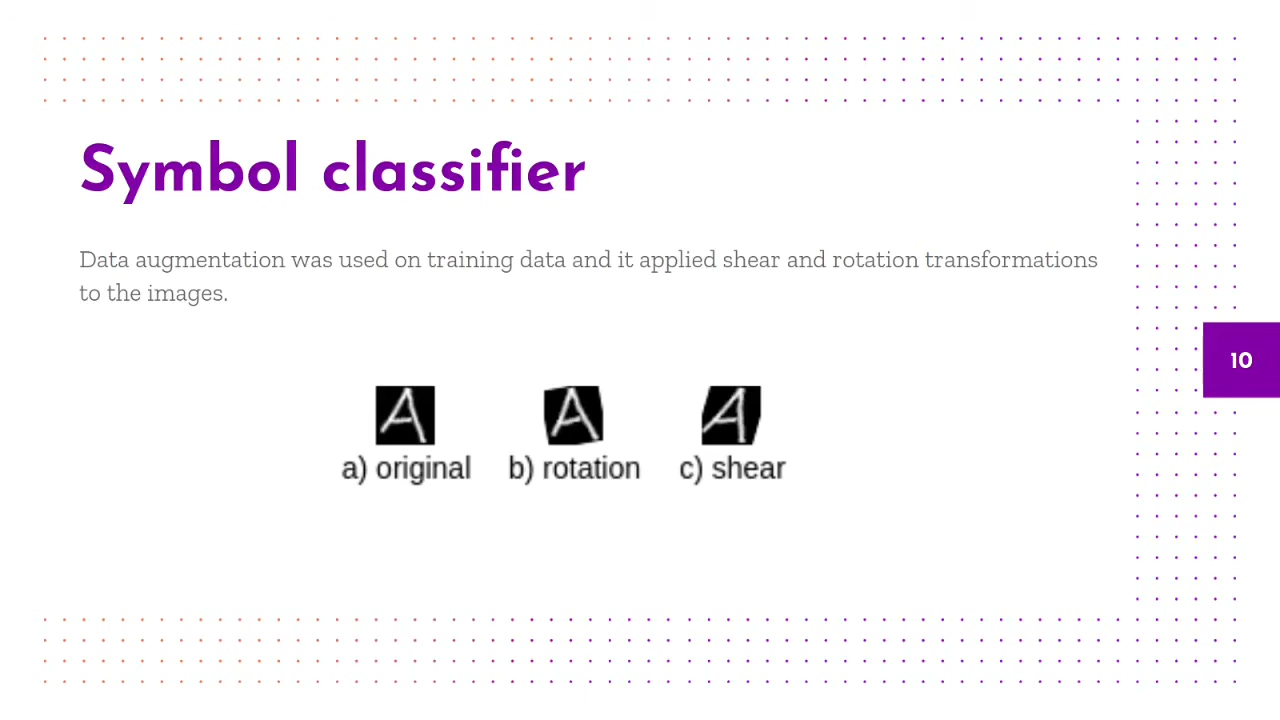 Symbol classifier
Data augmentation was used on training data and it applied shear and rotation transformations
to the images.
10
A A A
a) original b) rotation c) shear